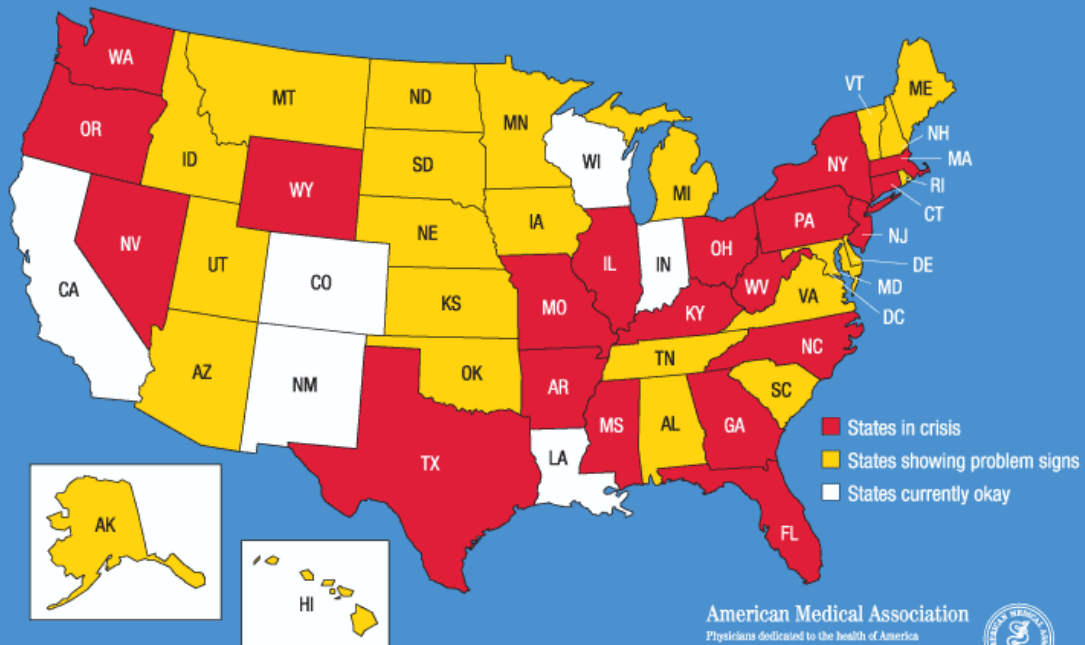 WA
MT
ND
MN
VT
ME
OR
ID
SD
WI
NH
MA
NY
WY
MI
RI
CT
NE
IA
PA
NJ
NV
UT
CO
IL
IN
OH
DE
CA
KS
MO
WV
VA
MD
KY
DC
AZ
NM
OK
TN
NC
AR
SC
MS
AL
GA
TX
LA
FL
States in crisis
States showing problem signs
States currently okay
AK
HI
American Medical Association
Physicians dedicated to the health of America